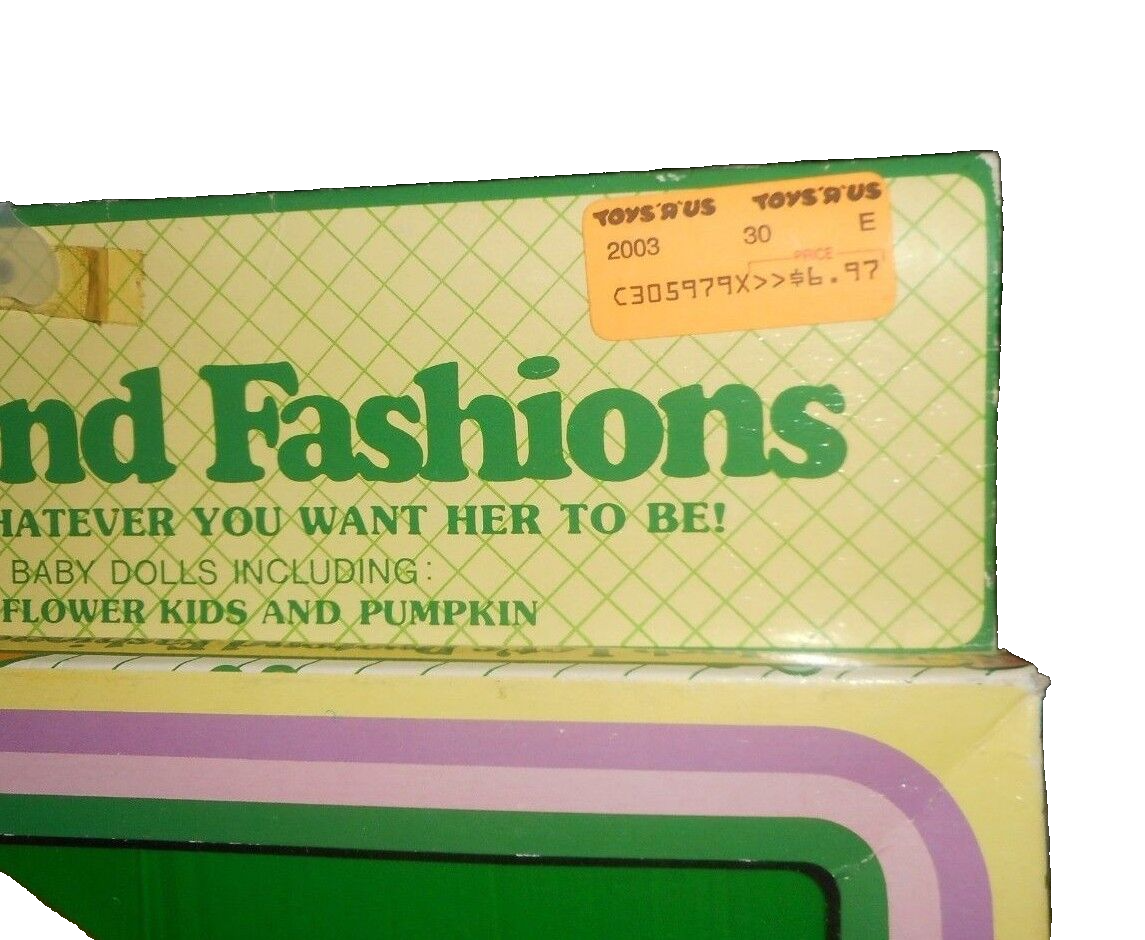 TOYS"R"US TOYS"R"US
2003 30 E
PRICE
C305979X>>$6.97
nd Fashions
HATEVER YOU WANT HER TO BE!
BABY DOLLS INCLUDING:
FLOWER KIDS AND PUMPKIN